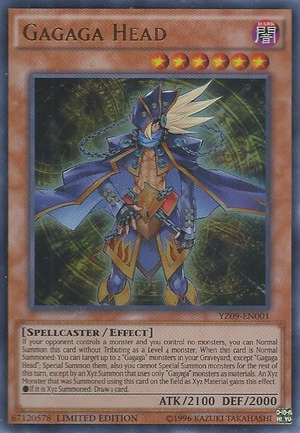 GAGAGA HEAD
DARK
闇
YZ09-EN001
[SPELLCASTER / EFFECT]
If your opponent controls a monster and you control no monsters, you can Normal
Summon this card without Tributing as a Level 4 monster. When this card is Normal
Summoned: You can target up to 2 "Gagaga" monsters in your Graveyard, except "Gagaga
Head"; Special Summon them, also you cannot Special Summon monsters for the rest of
this turn, except by an Xyz Summon that uses only "Gagaga" monsters as materials. An Xyz
Monster that was Summoned using this card on the field as Xyz Material gains this effect.
● If it is Xyz Summoned: Draw 1 card.
ATK/2100 DEF/2000
67120578 LIMITED EDITION ©1996 KAZUKI TAKAHASHI